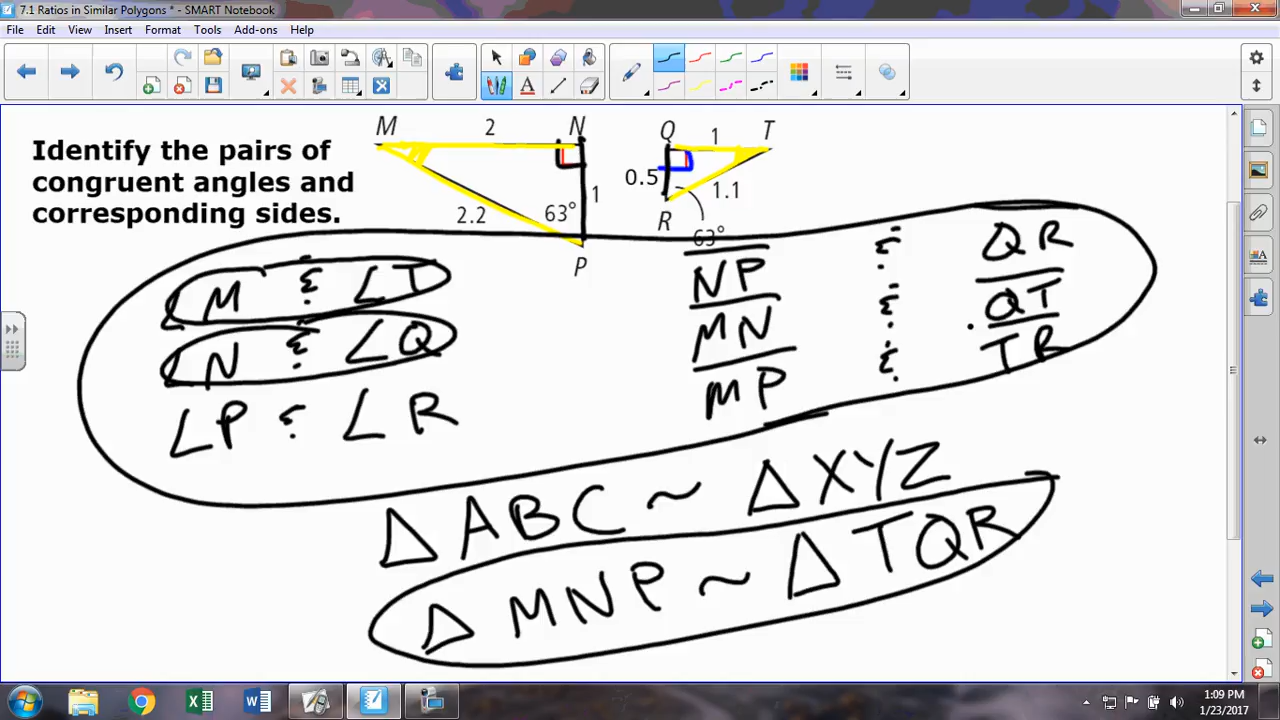 7.1 Ratios in Similar Polygons * - SMART Notebook
File Edit View Insert Format Tools Add-ons Help
Identify the pairs of
congruent angles and
corresponding sides.
M 2 N
1
2.2 63°
P
Q 1 T
0.5 1.1
R
63°
M & ∠T
N & ∠Q
∠P & ∠R
NP & QR
MN & QT
MP & TR
△ABC ~ △XYZ
△MNP ~ △TQR
1:09 PM
1/23/2017